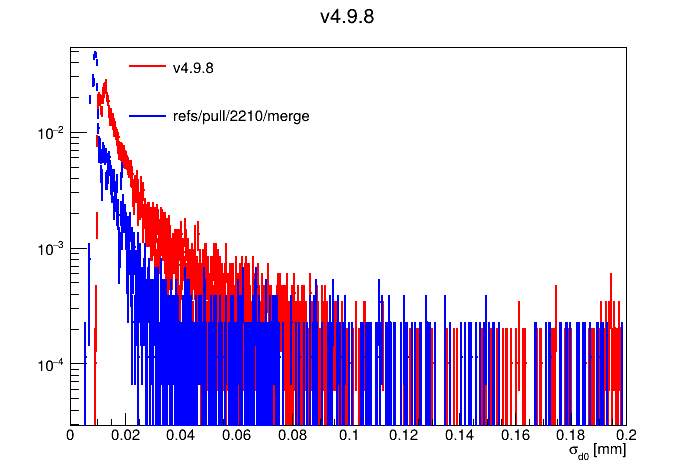 v4.9.8
v4.9.8
refs/pull/2210/merge
10⁻²
10⁻³
10⁻⁴
0 0.02 0.04 0.06 0.08 0.1 0.12 0.14 0.16 0.18 0.2
σd0 [mm]